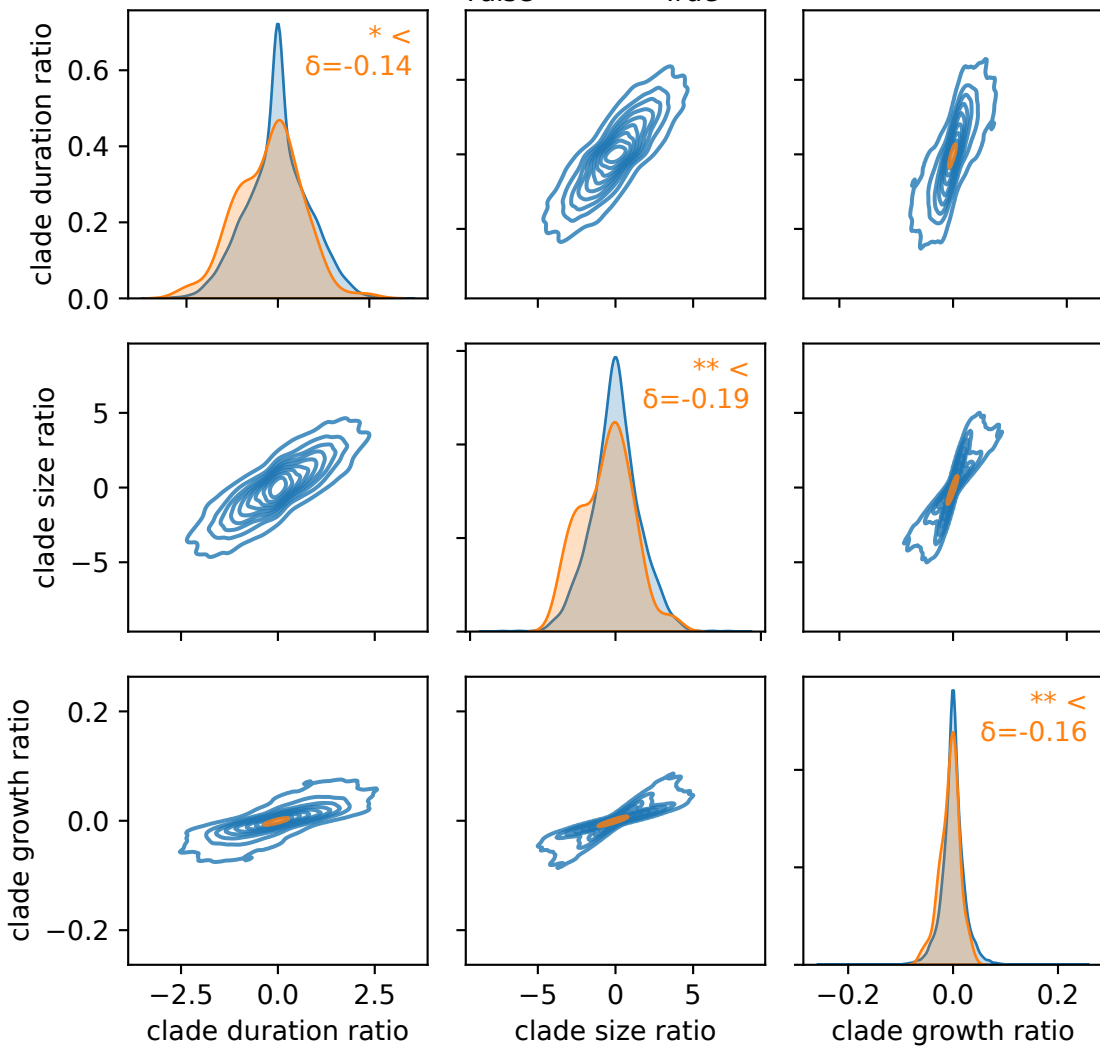 False True
clade duration ratio
0.6
0.4
0.2
0.0
* <
δ=-0.14
clade size ratio
5
0
−5
** <
δ=-0.19
clade growth ratio
0.2
0.0
−0.2
** <
δ=-0.16
−2.5 0.0 2.5
−5 0 5
−0.2 0.0 0.2
clade duration ratio
clade size ratio
clade growth ratio